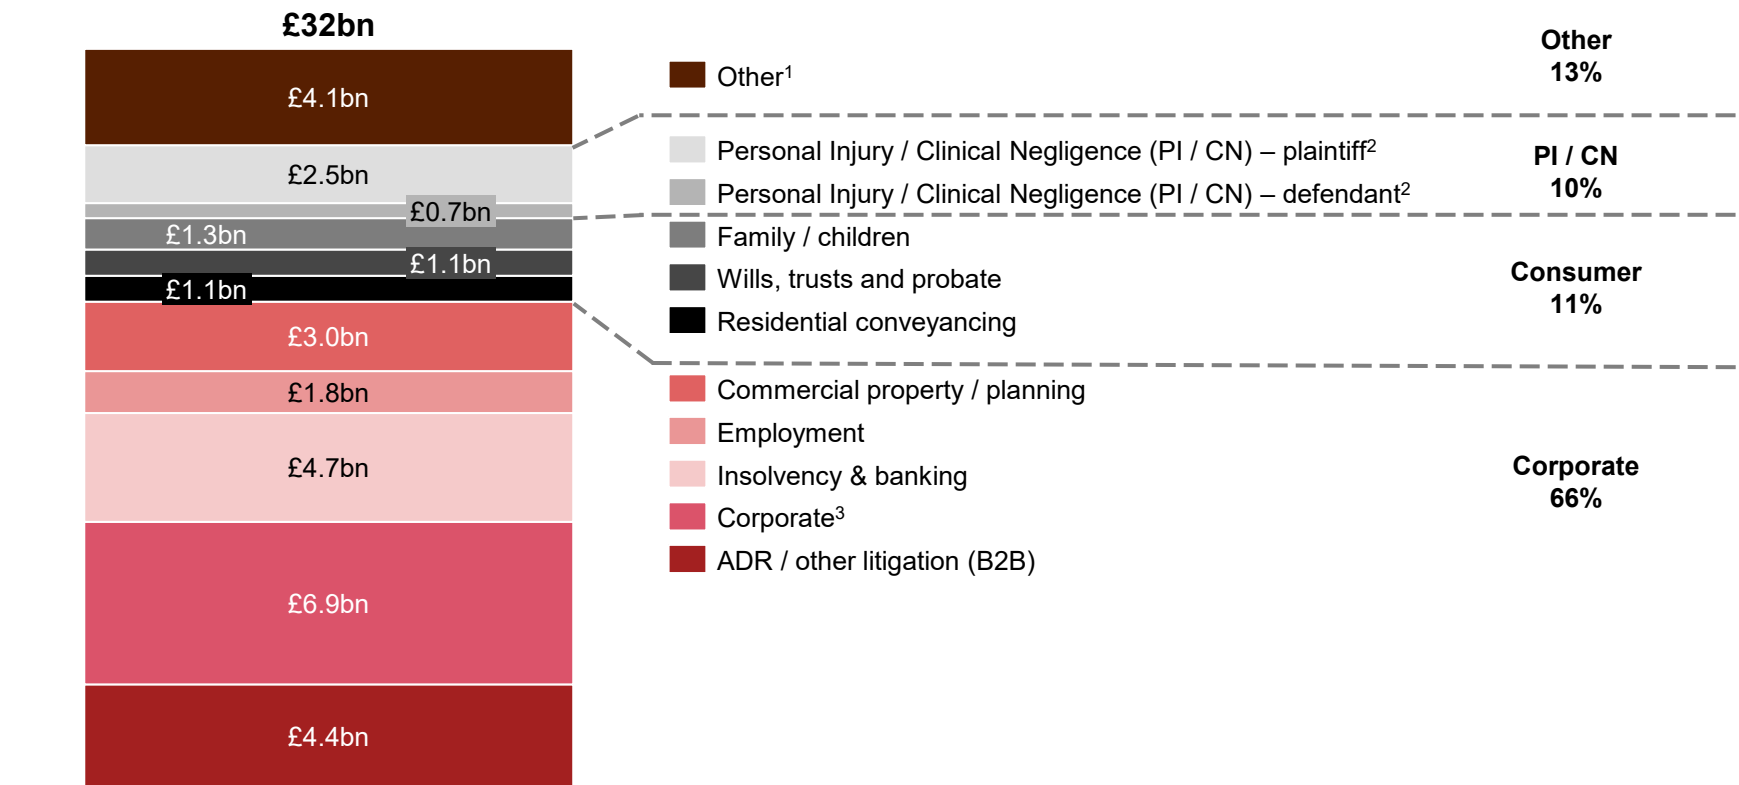 £32bn
£4.1bn
£2.5bn
£0.7bn
£1.3bn
£1.1bn
£1.1bn
£3.0bn
£1.8bn
£4.7bn
£6.9bn
£4.4bn
Other¹
Personal Injury / Clinical Negligence (PI / CN) – plaintiff²
Personal Injury / Clinical Negligence (PI / CN) – defendant²
Family / children
Wills, trusts and probate
Residential conveyancing
Commercial property / planning
Employment
Insolvency & banking
Corporate³
ADR / other litigation (B2B)
Other
13%
PI / CN
10%
Consumer
11%
Corporate
66%